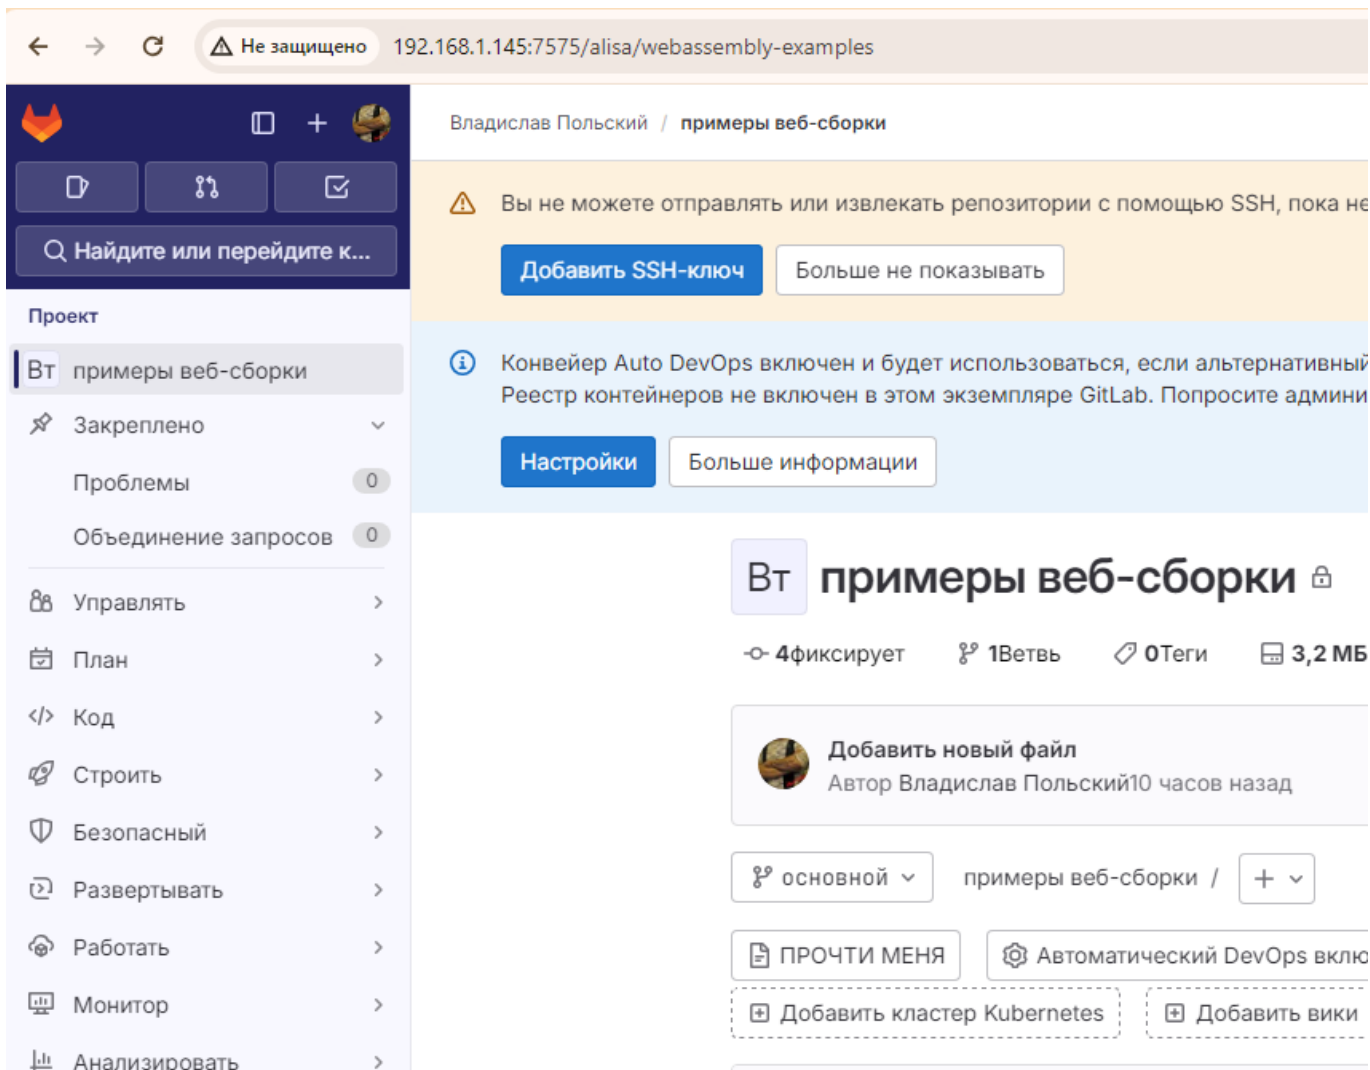 Не защищено
192.168.1.145:7575/alisa/webassembly-examples
Владислав Польский / примеры веб-сборки
Найдите или перейдите к...
Проект
Вт примеры веб-сборки
Закреплено
Проблемы 0
Объединение запросов 0
Управлять
План
Код
Строить
Безопасный
Развертывать
Работать
Монитор
Анализировать
Вы не можете отправлять или извлекать репозитории с помощью SSH, пока не
Добавить SSH-ключ
Больше не показывать
Конвейер Auto DevOps включен и будет использоваться, если альтернативный
Реестр контейнеров не включен в этом экземпляре GitLab. Попросите админи
Настройки
Больше информации
Вт примеры веб-сборки
4фиксирует 1Ветвь 0Теги 3,2 МБ
Добавить новый файл
Автор Владислав Польский10 часов назад
основной примеры веб-сборки / +
ПРОЧТИ МЕНЯ
Автоматический DevOps вклю
Добавить кластер Kubernetes
Добавить вики